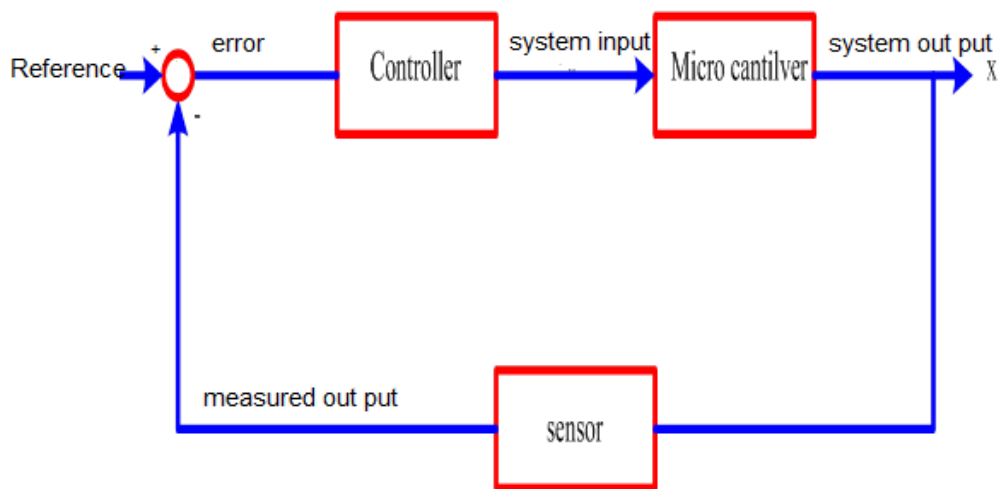 +
error
Controller
system input
Micro cantilver
system out put
Reference
x
-
measured out put
sensor